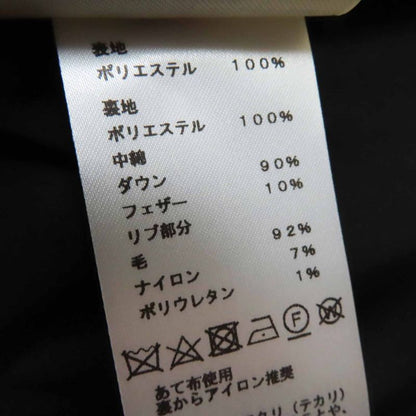 表地
ポリエステル 100%
裏地
ポリエステル 100%
中綿
ダウン 90%
フェザー 10%
リブ部分
毛 92%
ナイロン 7%
ポリウレタン 1%
F W
あて布使用
裏からアイロン推奨
(テカリ)